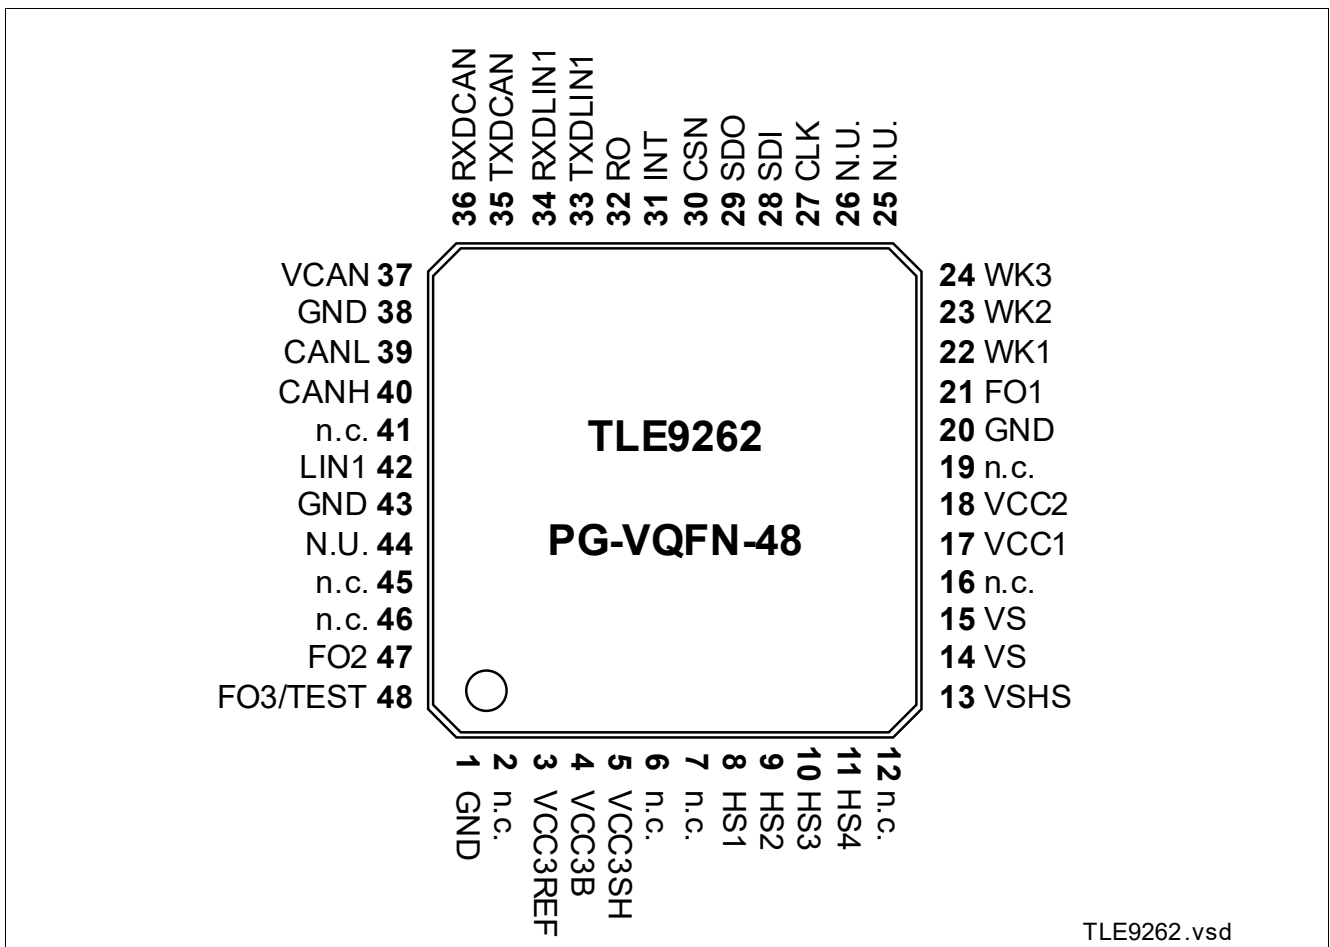 36 RXDCAN
35 TXDCAN
34 RXDLIN1
33 TXDLIN1
32 RO
31 INT
30 CSN
29 SDO
28 SDI
27 CLK
26 N.U.
25 N.U.
VCAN 37
GND 38
CANL 39
CANH 40
n.c. 41
LIN1 42
GND 43
N.U. 44
n.c. 45
n.c. 46
FO2 47
FO3/TEST 48
TLE9262
PG-VQFN-48
24 WK3
23 WK2
22 WK1
21 FO1
20 GND
19 n.c.
18 VCC2
17 VCC1
16 n.c.
15 VS
14 VS
13 VSHS
1 GND
2 n.c.
3 VCC3REF
4 VCC3B
5 VCC3SH
6 n.c.
7 n.c.
8 HS1
9 HS2
10 HS3
11 HS4
12 n.c.
TLE9262.vsd